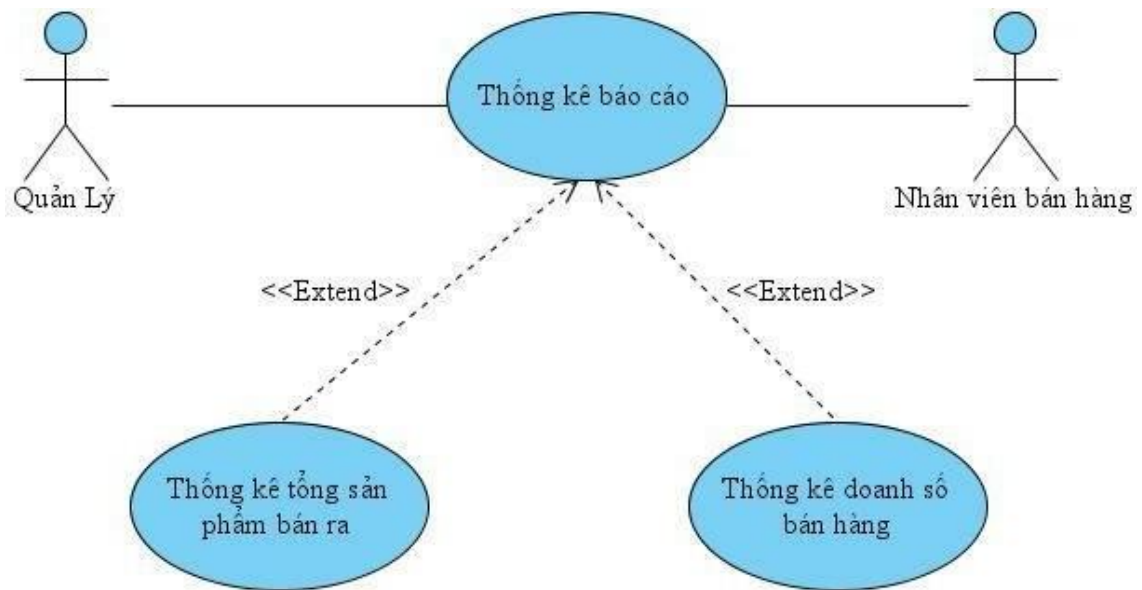 Thống kê báo cáo
Quản Lý
Nhân viên bán hàng
<<Extend>>
<<Extend>>
Thống kê tổng sản
phẩm bán ra
Thống kê doanh số
bán hàng